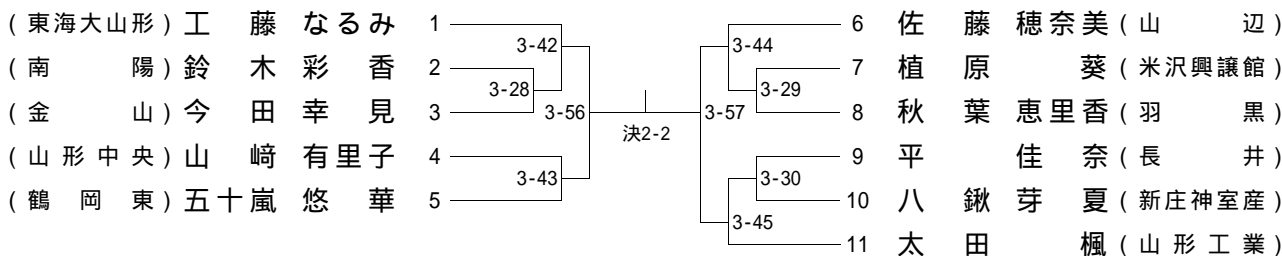 (東海大山形) 工藤 なるみ 1
(南陽) 鈴木 彩香 2
(金山) 今田 幸見 3
(山形中央) 山﨑 有里子 4
(鶴岡東) 五十嵐 悠華 5
3-42
3-28
3-56
3-43
決2-2
3-57
3-44
3-29
3-30
3-45
6 佐藤 穂奈美 (山辺)
7 植原 葵 (米沢興譲館)
8 秋葉 恵里香 (羽黒)
9 平 佳奈 (長井)
10 八鍬 芽夏 (新庄神室産)
11 太田 楓 (山形工業)